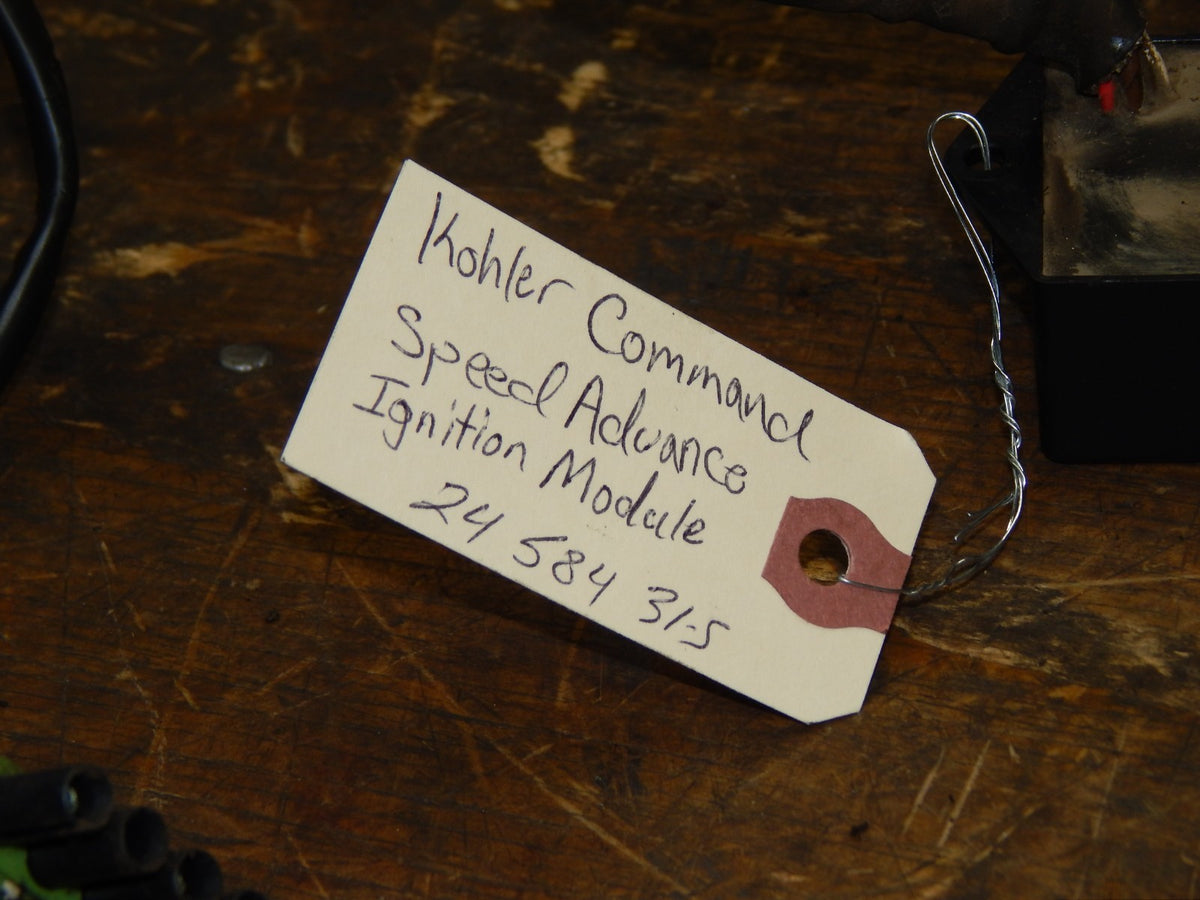 Kohler Command
Speed Advance
Ignition Module
24 584 31-S